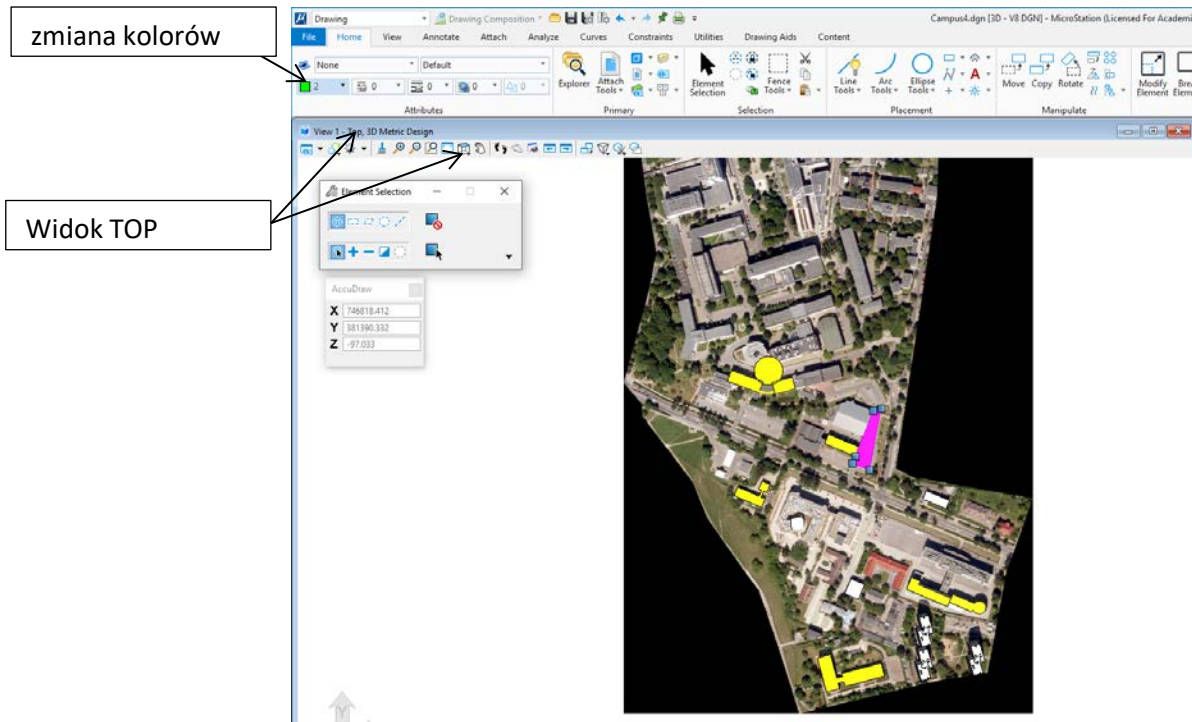 zmiana kolorów
Widok TOP
Drawing
Drawing Composition
Campus4.dgn [3D - V8 DGN] - MicroStation (Licensed For Academi
File Home View Annotate Attach Analyze Curves Constraints Utilities Drawing Aids Content
None Default
2 0 0 0 0
Explorer Attach Tools Element Selection Fence Tools Line Tools Arc Tools Ellipse Tools Move Copy Rotate Modify Element Brea Elem
Attributes Primary Selection Placement Manipulate
View 1 - Top, 3D Metric Design
Element Selection
AccuDraw
X 746818.412
Y 381390.332
Z -97.033
Y